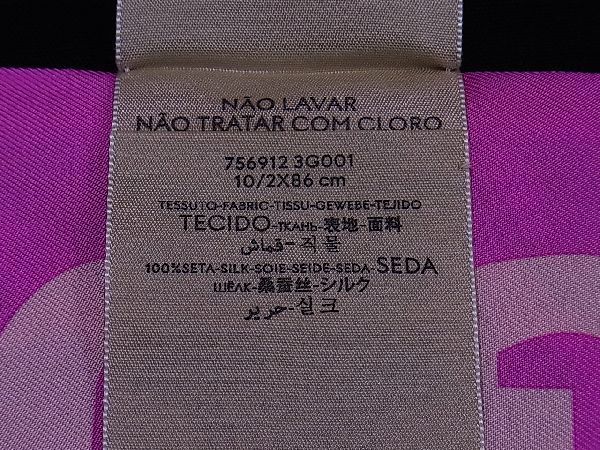 NÃO LAVAR
NÃO TRATAR COM CLORO
756912 3G001
10/2X86 cm
TESSUTO-FABRIC-TISSU-GEWEBE-TEJIDO
TECIDO-ТКАНЬ-表地-面料
قماش-직물
100%SETA-SILK-SOIE-SEIDE-SEDA-SEDA
ШЕЛК-桑蚕丝-シルク
حرير-실크